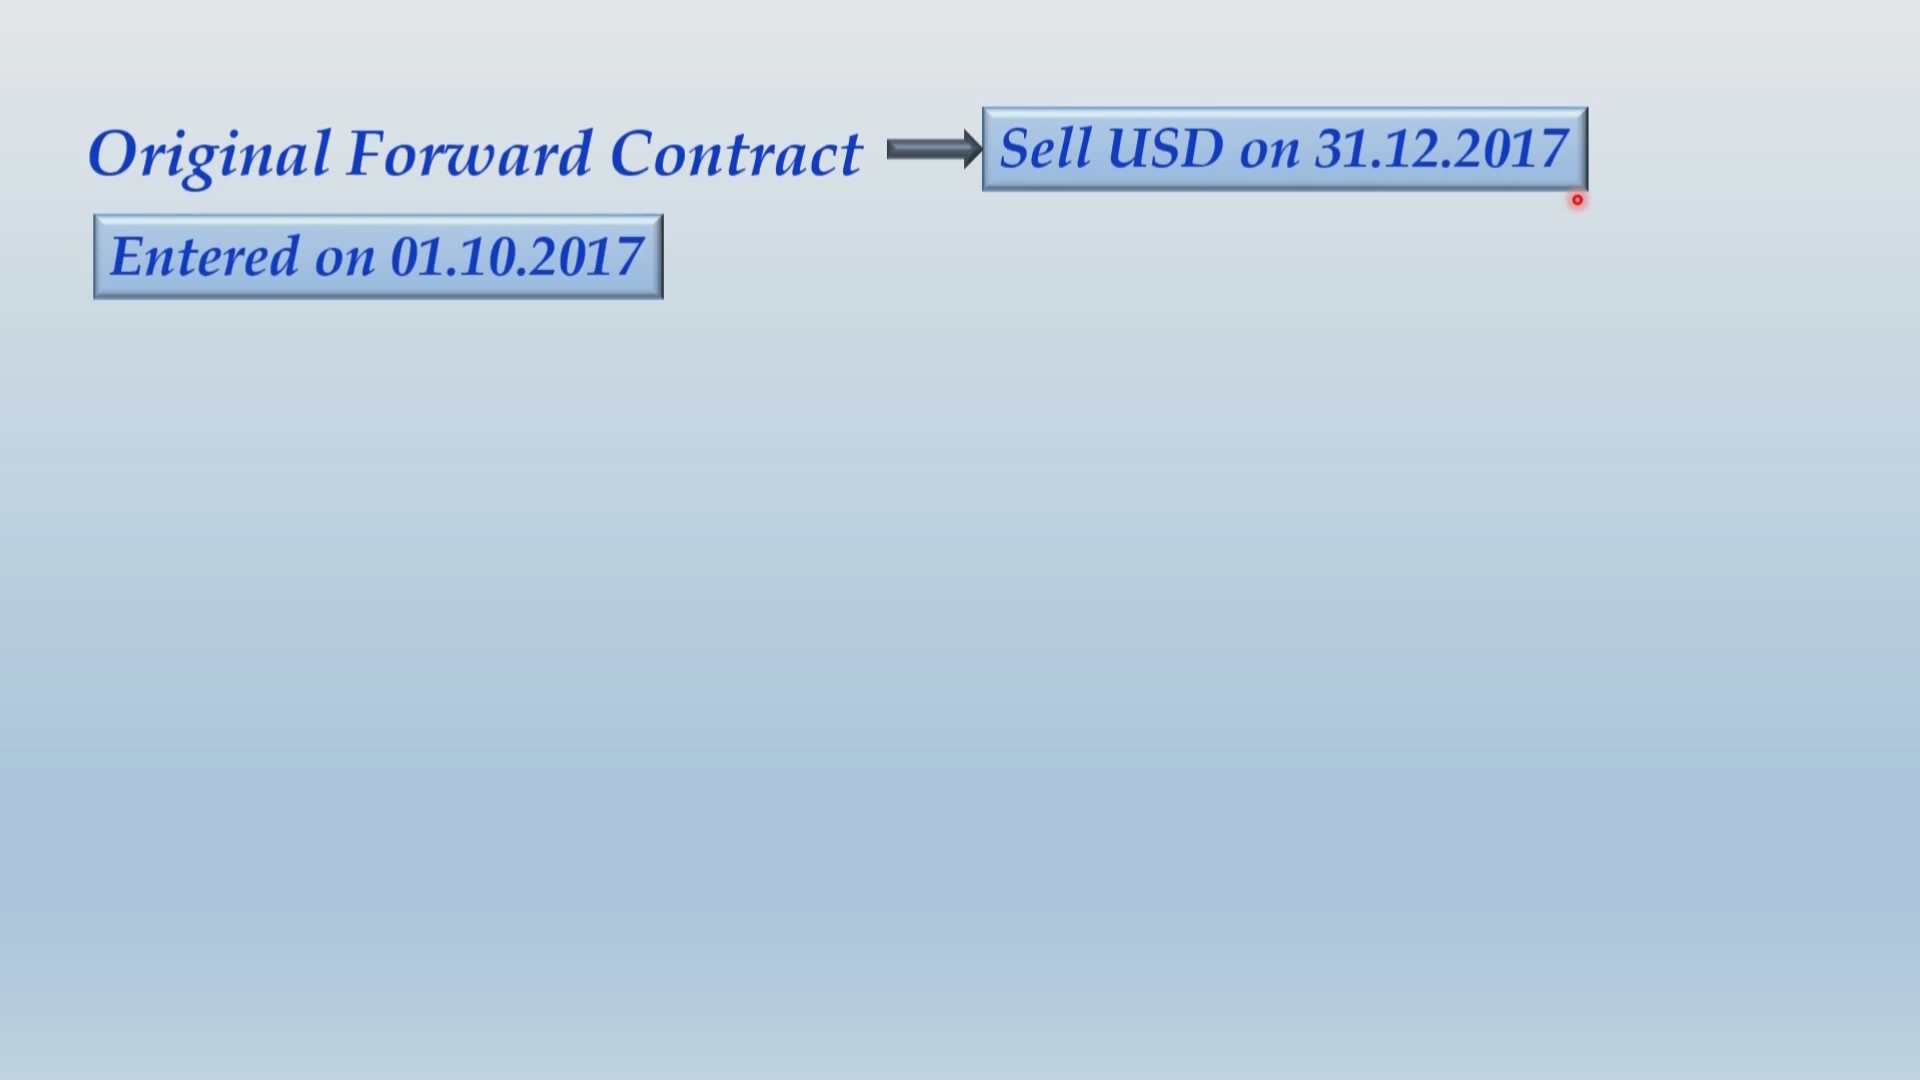 Original Forward Contract
Sell USD on 31.12.2017
Entered on 01.10.2017